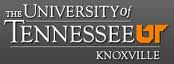 THE UNIVERSITY of
TENNESSEE UT
KNOXVILLE